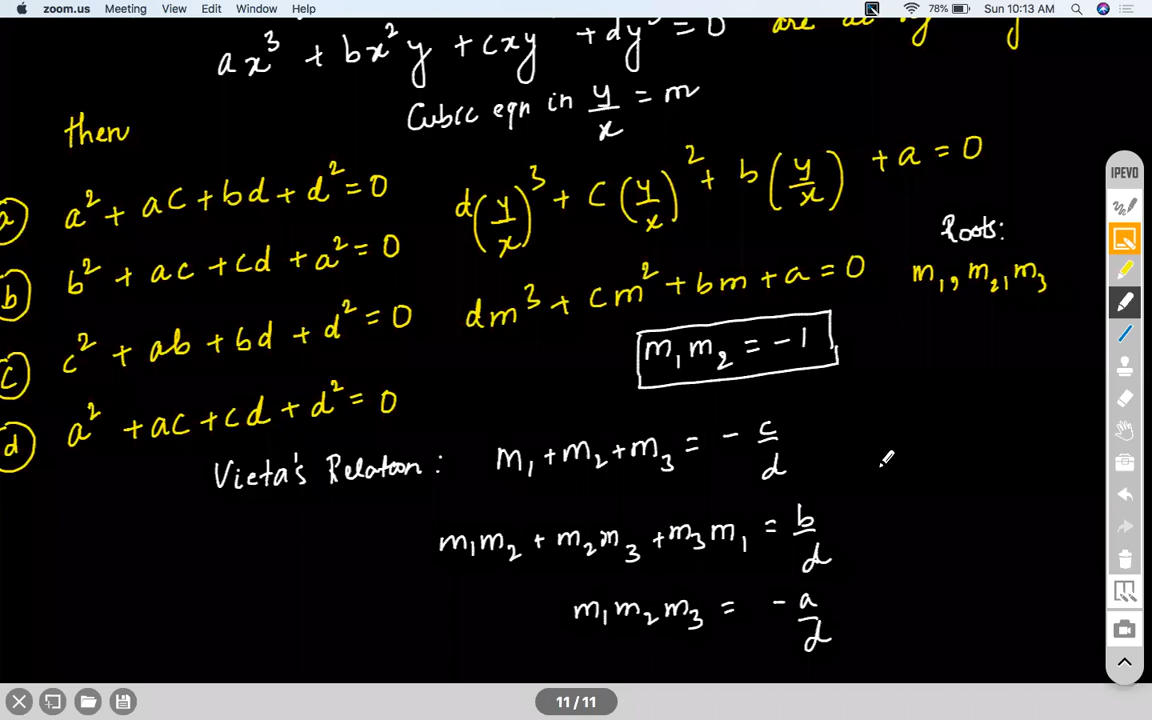 zoom.us Meeting View Edit Window Help 78% Sun 10:13 AM
ax³ + bx²y + cxy + dy³ = 0 are
Cubic eqn in y/x = m
then
(a) a² + ac + bd + d² = 0
d(y/x)³ + c(y/x)² + b(y/x) + a = 0
Roots:
(b) b² + ac + cd + a² = 0
m₁, m₂, m₃
(c) c² + ab + bd + d² = 0
dm³ + cm² + bm + a = 0
m₁m₂ = -1
(d) a² + ac + cd + d² = 0
Vieta's Relation : m₁ + m₂ + m₃ = - c/d
m₁m₂ + m₂m₃ + m₃m₁ = b/d
m₁m₂m₃ = - a/d
IPEVO
11/11